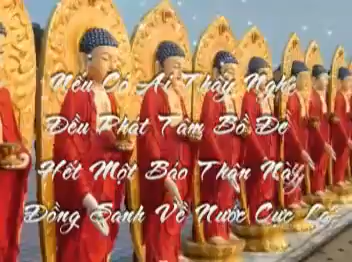 Nếu Có Ai Thấy Nghe
Đều Phát Tâm Bồ Đề
Hết Một Báo Thân Này
Đồng Sanh Về Nước Cực Lạc